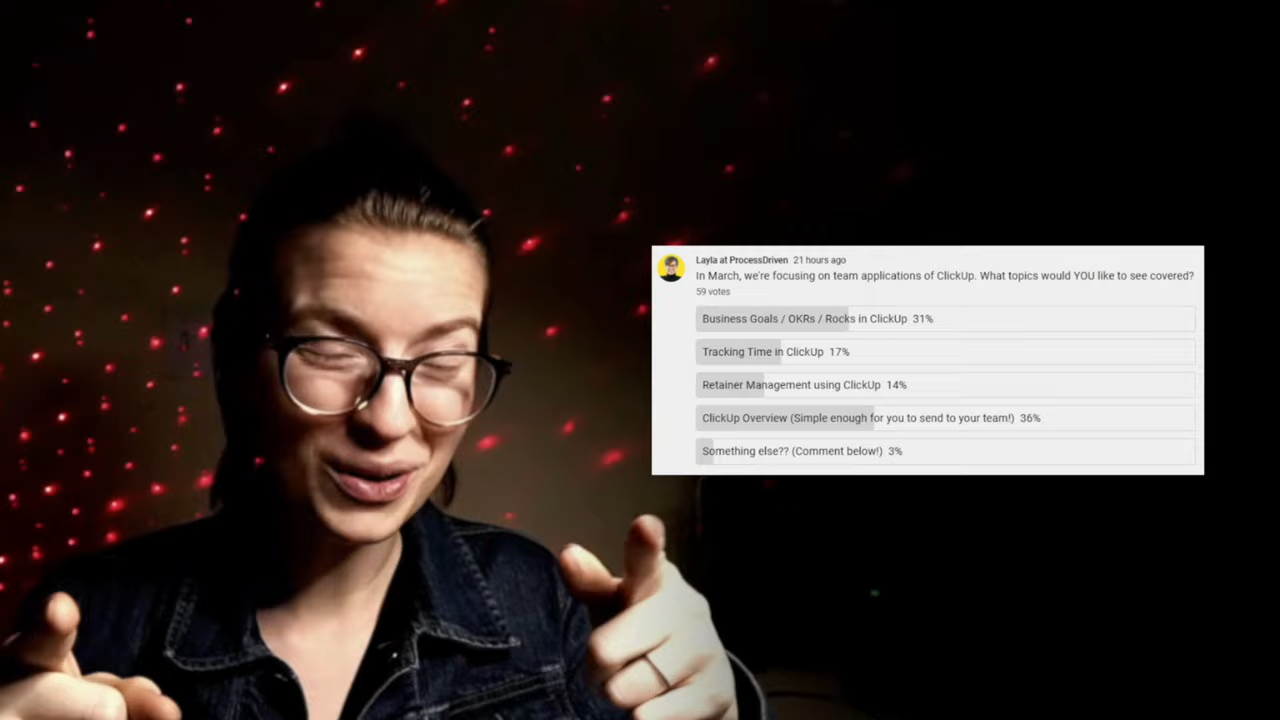 Layla at ProcessDriven 21 hours ago
In March, we're focusing on team applications of ClickUp. What topics would YOU like to see covered?
59 votes
Business Goals / OKRs / Rocks in ClickUp 31%
Tracking Time in ClickUp 17%
Retainer Management using ClickUp 14%
ClickUp Overview (Simple enough for you to send to your team!) 36%
Something else?? (Comment below!) 3%